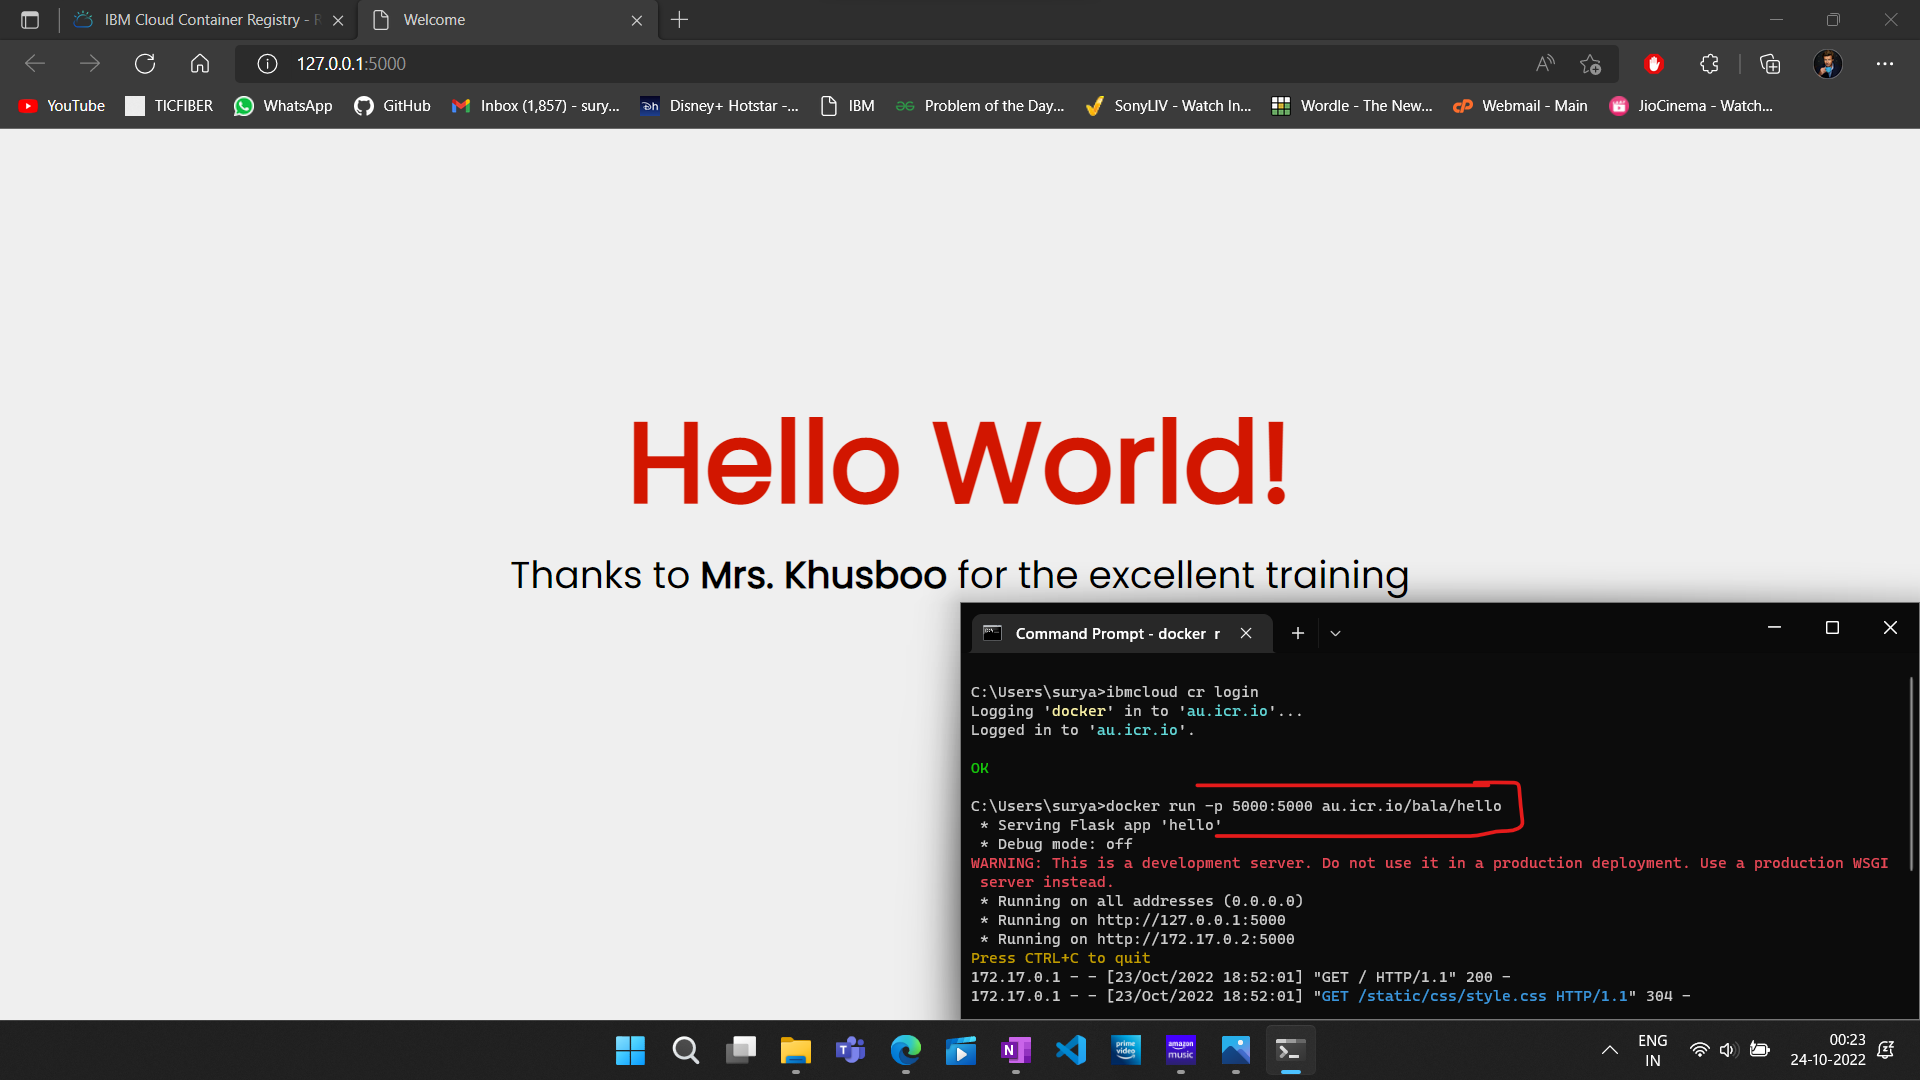 IBM Cloud Container Registry - R
Welcome
127.0.0.1:5000
YouTube
TICFIBER
WhatsApp
GitHub
Inbox (1,857) - sury...
Disney+ Hotstar -...
IBM
Problem of the Day...
SonyLIV - Watch In...
Wordle - The New...
Webmail - Main
JioCinema - Watch...
Hello World!
Thanks to Mrs. Khusboo for the excellent training
Command Prompt - docker r
C:\Users\surya>ibmcloud cr login
Logging 'docker' in to 'au.icr.io'...
Logged in to 'au.icr.io'.
OK
C:\Users\surya>docker run -p 5000:5000 au.icr.io/bala/hello
* Serving Flask app 'hello'
* Debug mode: off
WARNING: This is a development server. Do not use it in a production deployment. Use a production WSGI
server instead.
* Running on all addresses (0.0.0.0)
* Running on http://127.0.0.1:5000
* Running on http://172.17.0.2:5000
Press CTRL+C to quit
172.17.0.1 - - [23/Oct/2022 18:52:01] "GET / HTTP/1.1" 200 -
172.17.0.1 - - [23/Oct/2022 18:52:01] "GET /static/css/style.css HTTP/1.1" 304 -
prime video
amazon music
ENG
IN
00:23
24-10-2022